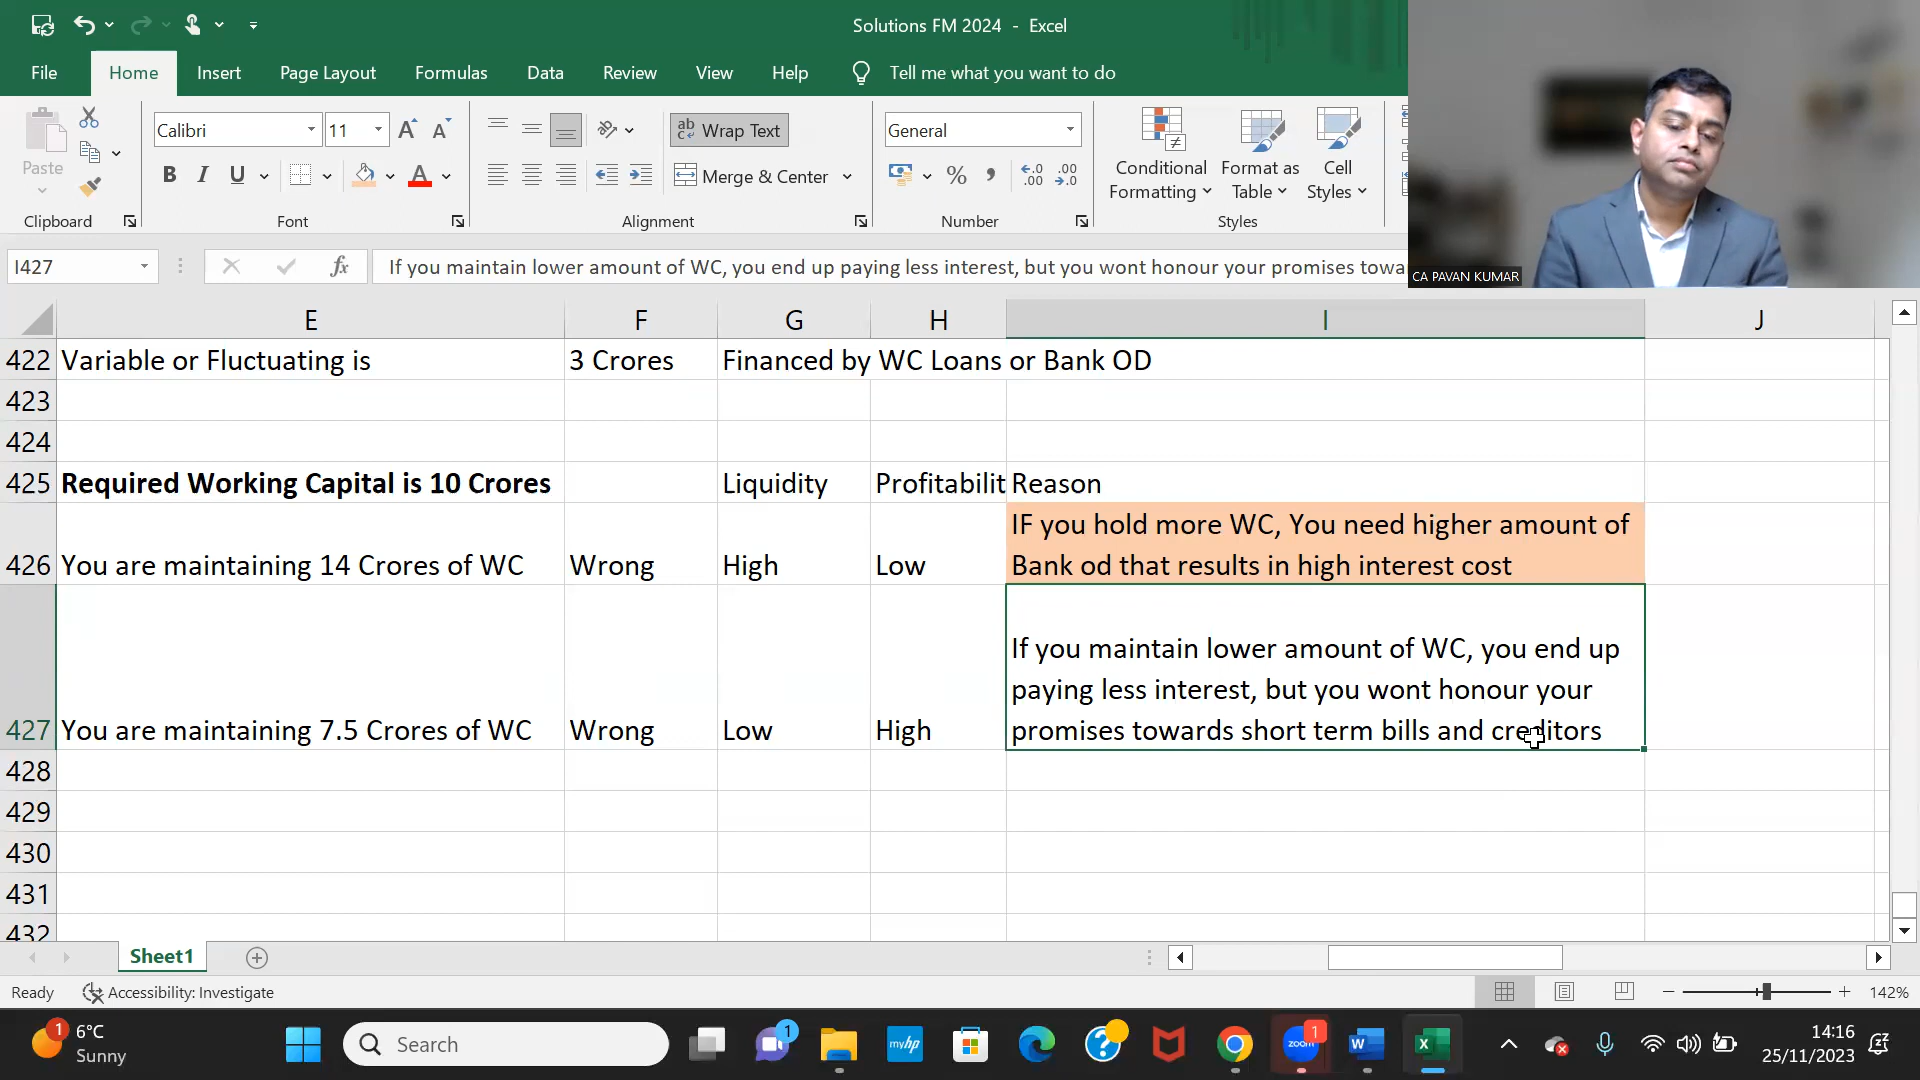 Solutions FM 2024 - Excel
File Home Insert Page Layout Formulas Data Review View Help Tell me what you want to do
Calibri 11 Wrap Text General
Paste B I U A Merge & Center % Conditional Formatting Format as Table Cell Styles
Clipboard Font Alignment Number Styles
CA PAVAN KUMAR
I427 fx If you maintain lower amount of WC, you end up paying less interest, but you wont honour your promises towa
E F G H I J
422 Variable or Fluctuating is 3 Crores Financed by WC Loans or Bank OD
423
424
425 Required Working Capital is 10 Crores Liquidity Profitabilit Reason
IF you hold more WC, You need higher amount of
426 You are maintaining 14 Crores of WC Wrong High Low Bank od that results in high interest cost
If you maintain lower amount of WC, you end up
paying less interest, but you wont honour your
427 You are maintaining 7.5 Crores of WC Wrong Low High promises towards short term bills and creditors
428
429
430
431
432
Sheet1
Ready Accessibility: Investigate 142%
1 6°C
Sunny
Search
1
myhp
zoom 1
14:16
25/11/2023